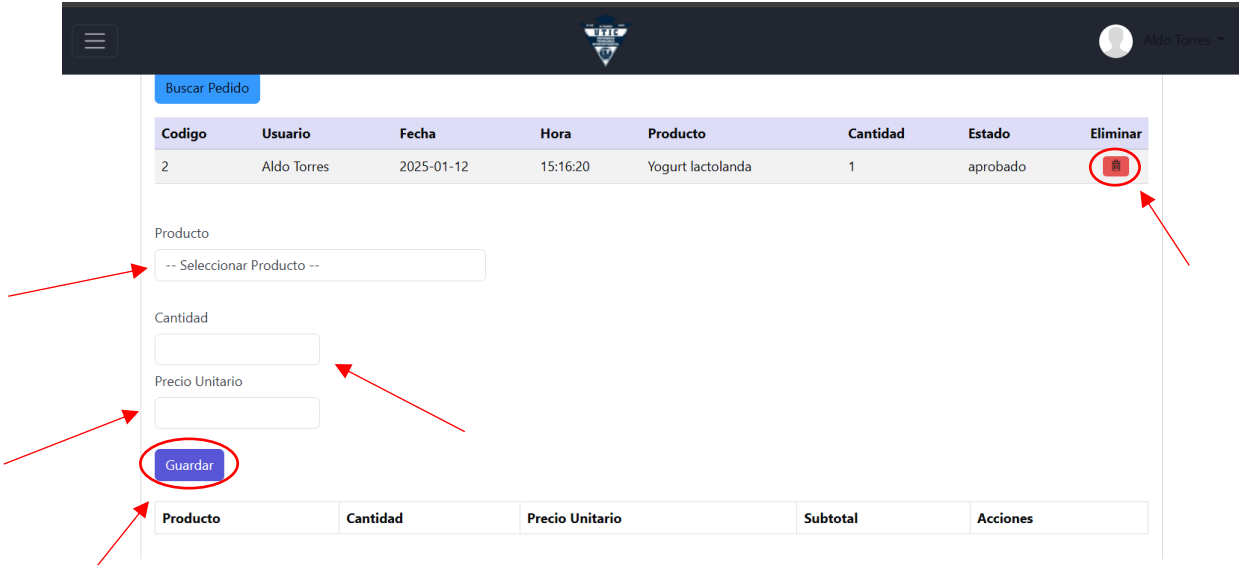 UTIC
Aldo Torres
Buscar Pedido
Codigo Usuario Fecha Hora Producto Cantidad Estado Eliminar
2 Aldo Torres 2025-01-12 15:16:20 Yogurt lactolanda 1 aprobado
Producto
-- Seleccionar Producto --
Cantidad
Precio Unitario
Guardar
Producto Cantidad Precio Unitario Subtotal Acciones